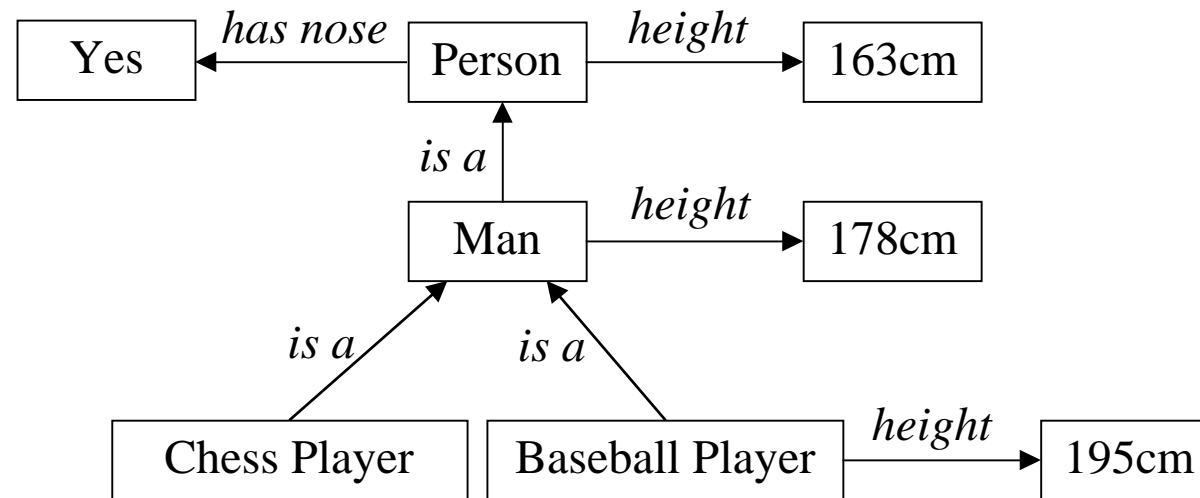 has nose
height
Yes
Person
163cm
is a
height
Man
178cm
is a
is a
height
Chess Player
Baseball Player
195cm